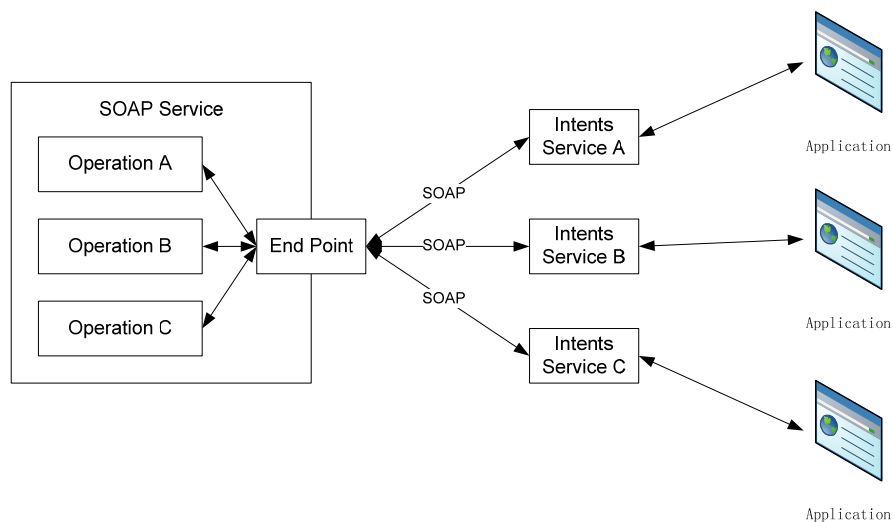 SOAP Service
Operation A
Operation B
Operation C
End Point
SOAP
SOAP
SOAP
Intents
Service A
Intents
Service B
Intents
Service C
Application
Application
Application